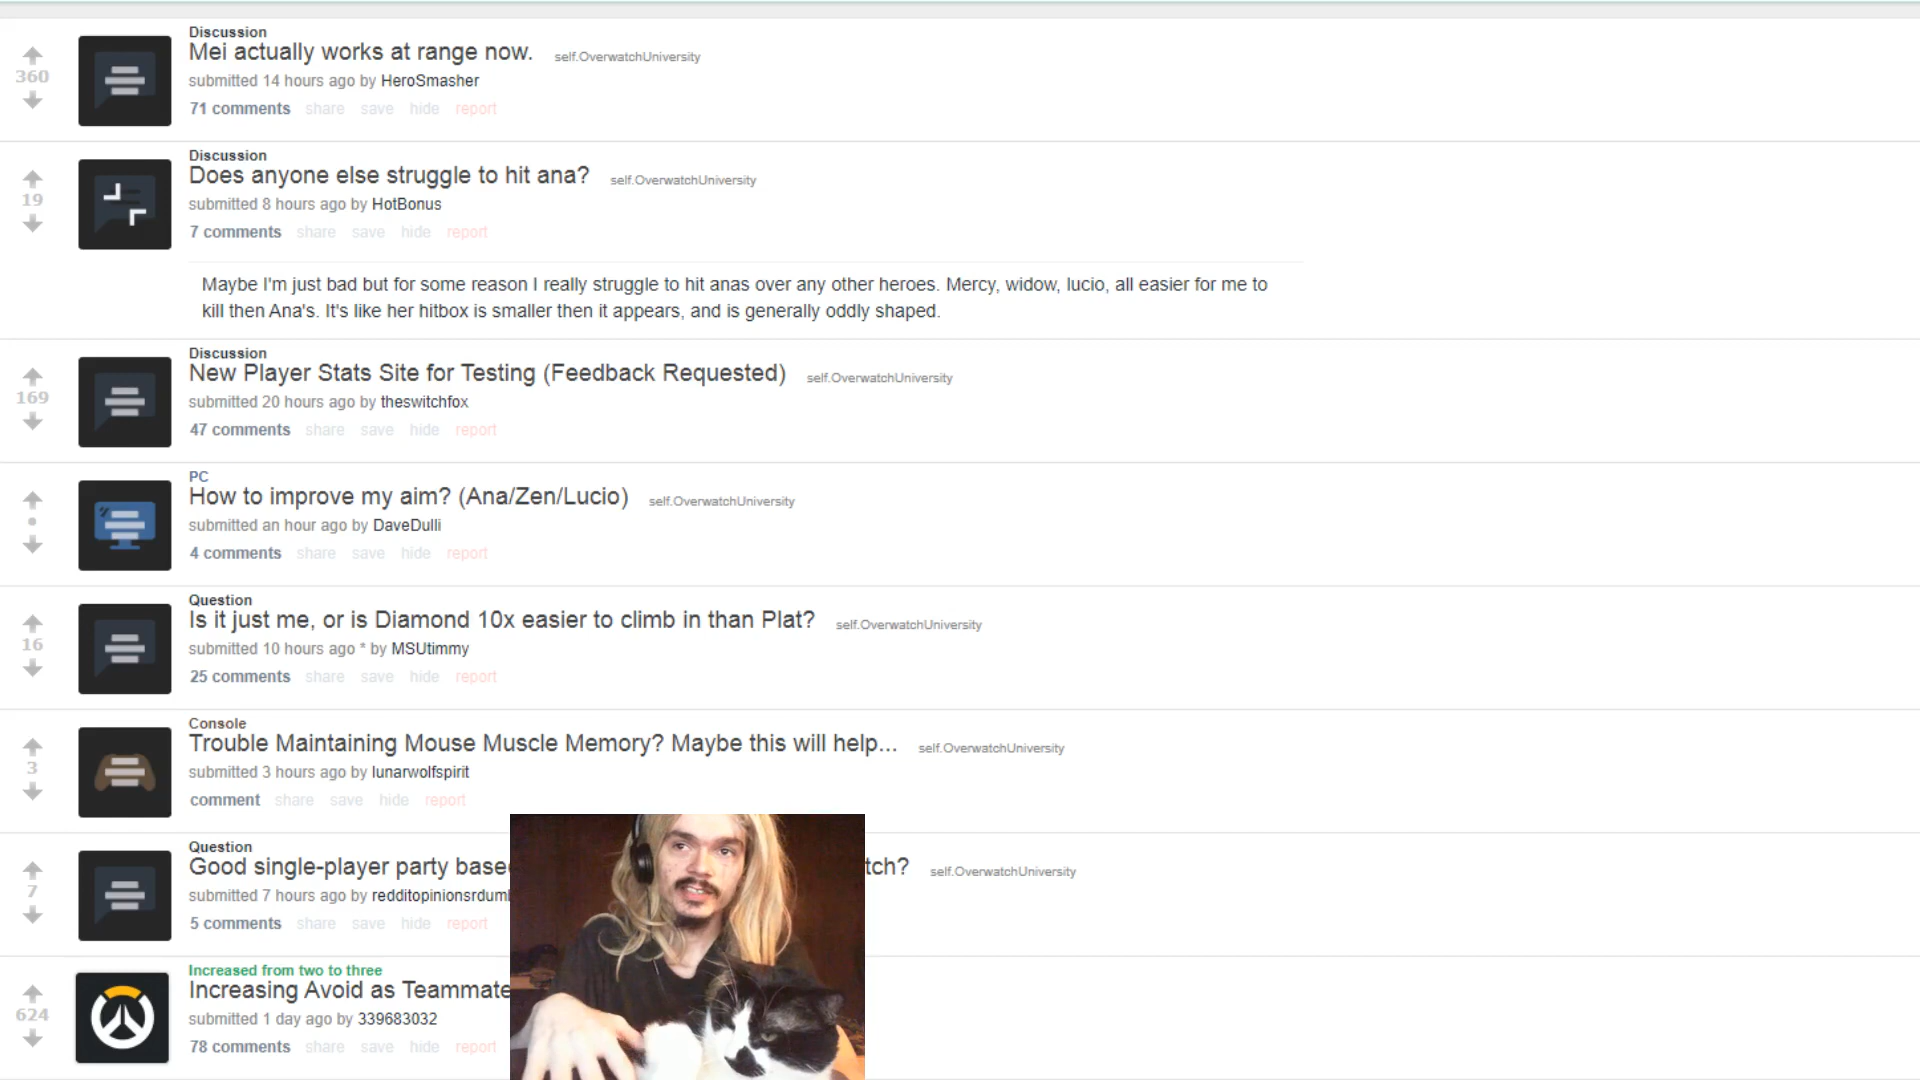 Discussion
Mei actually works at range now. self.OverwatchUniversity
360
submitted 14 hours ago by HeroSmasher
71 comments share save hide report
Discussion
Does anyone else struggle to hit ana? self.OverwatchUniversity
19
submitted 8 hours ago by HotBonus
7 comments share save hide report
Maybe I'm just bad but for some reason I really struggle to hit anas over any other heroes. Mercy, widow, lucio, all easier for me to
kill then Ana's. It's like her hitbox is smaller then it appears, and is generally oddly shaped.
Discussion
New Player Stats Site for Testing (Feedback Requested) self.OverwatchUniversity
169
submitted 20 hours ago by theswitchfox
47 comments share save hide report
PC
How to improve my aim? (Ana/Zen/Lucio) self.OverwatchUniversity
•
submitted an hour ago by DaveDulli
4 comments share save hide report
Question
Is it just me, or is Diamond 10x easier to climb in than Plat? self.OverwatchUniversity
16
submitted 10 hours ago * by MSUtimmy
25 comments share save hide report
Console
Trouble Maintaining Mouse Muscle Memory? Maybe this will help... self.OverwatchUniversity
3
submitted 3 hours ago by lunarwolfspirit
comment share save hide report
Question
Good single-player party base tch? self.OverwatchUniversity
7
submitted 7 hours ago by redditopinionsrdum
5 comments share save hide report
Increased from two to three
Increasing Avoid as Teammate
624
submitted 1 day ago by 339683032
78 comments share save hide report